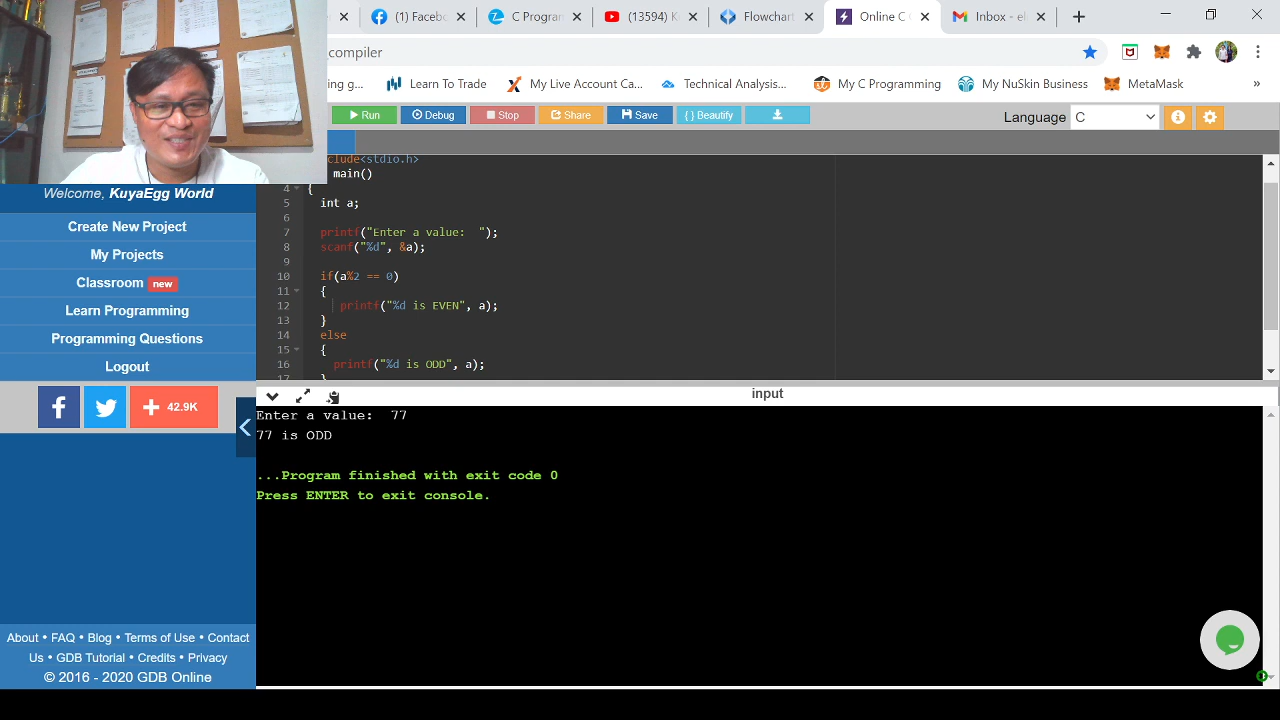 (1) Faceb
C Progran
(13594) K
Flowchart
Online C
Inbox - el
compiler
ing g...
Learn To Trade
My Live Account Ca...
Technical Analysis...
My C Programming
My NuSkin Business
MetaMask
»
Run
Debug
Stop
Share
Save
{ } Beautify
Language
C
clude<stdio.h>
main()
4 {
5 int a;
6
7 printf("Enter a value:  ");
8 scanf("%d", &a);
9
10 if(a%2 == 0)
11 {
12 printf("%d is EVEN", a);
13 }
14 else
15 {
16 printf("%d is ODD", a);
17 }
Welcome, KuyaEgg World
Create New Project
My Projects
Classroom new
Learn Programming
Programming Questions
Logout
f
42.9K
input
Enter a value:  77
77 is ODD
...Program finished with exit code 0
Press ENTER to exit console.
About • FAQ • Blog • Terms of Use • Contact
Us • GDB Tutorial • Credits • Privacy
© 2016 - 2020 GDB Online